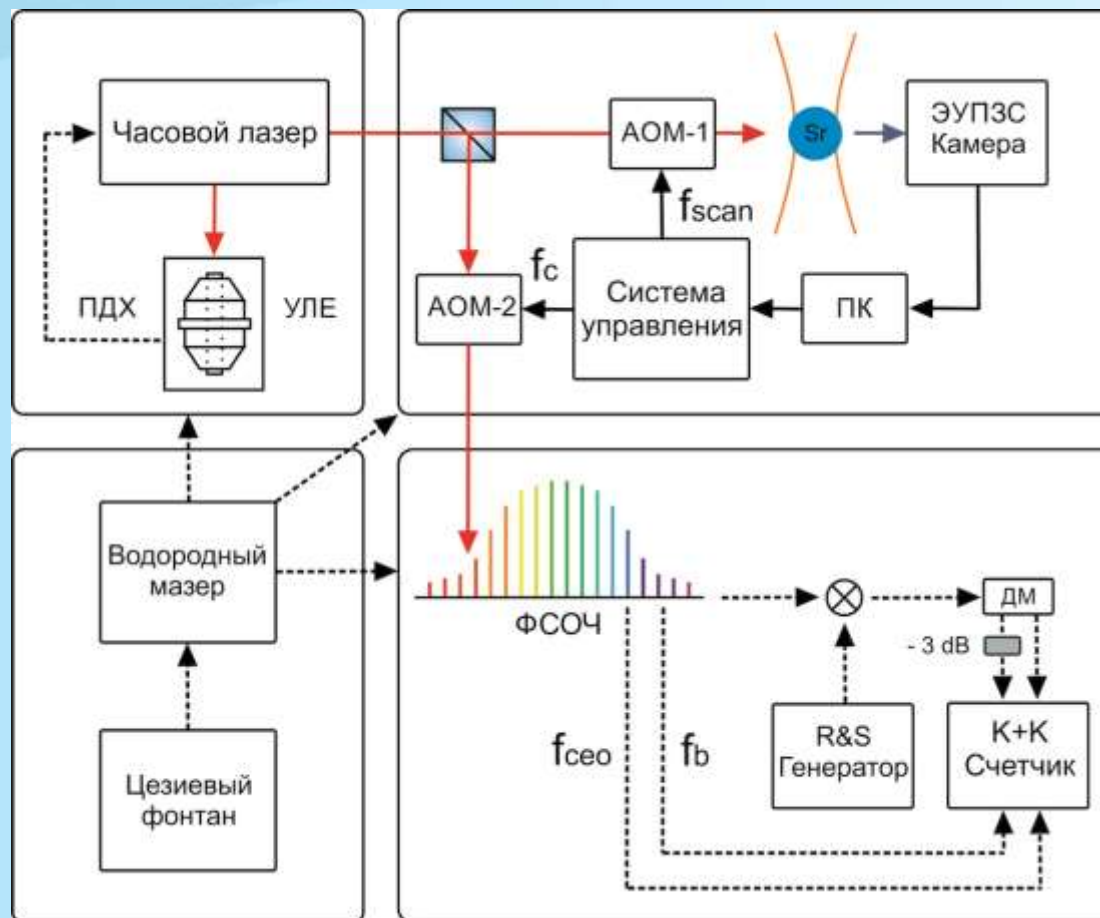 Часовой лазер
ПДХ
УЛЕ
АОМ-1
Sr
ЭУПЗС
Камера
fscan
fc
АОМ-2
Система
управления
ПК
Водородный
мазер
Цезиевый
фонтан
ФСОЧ
ДМ
- 3 dB
fceo
fb
R&S
Генератор
K+K
Счетчик